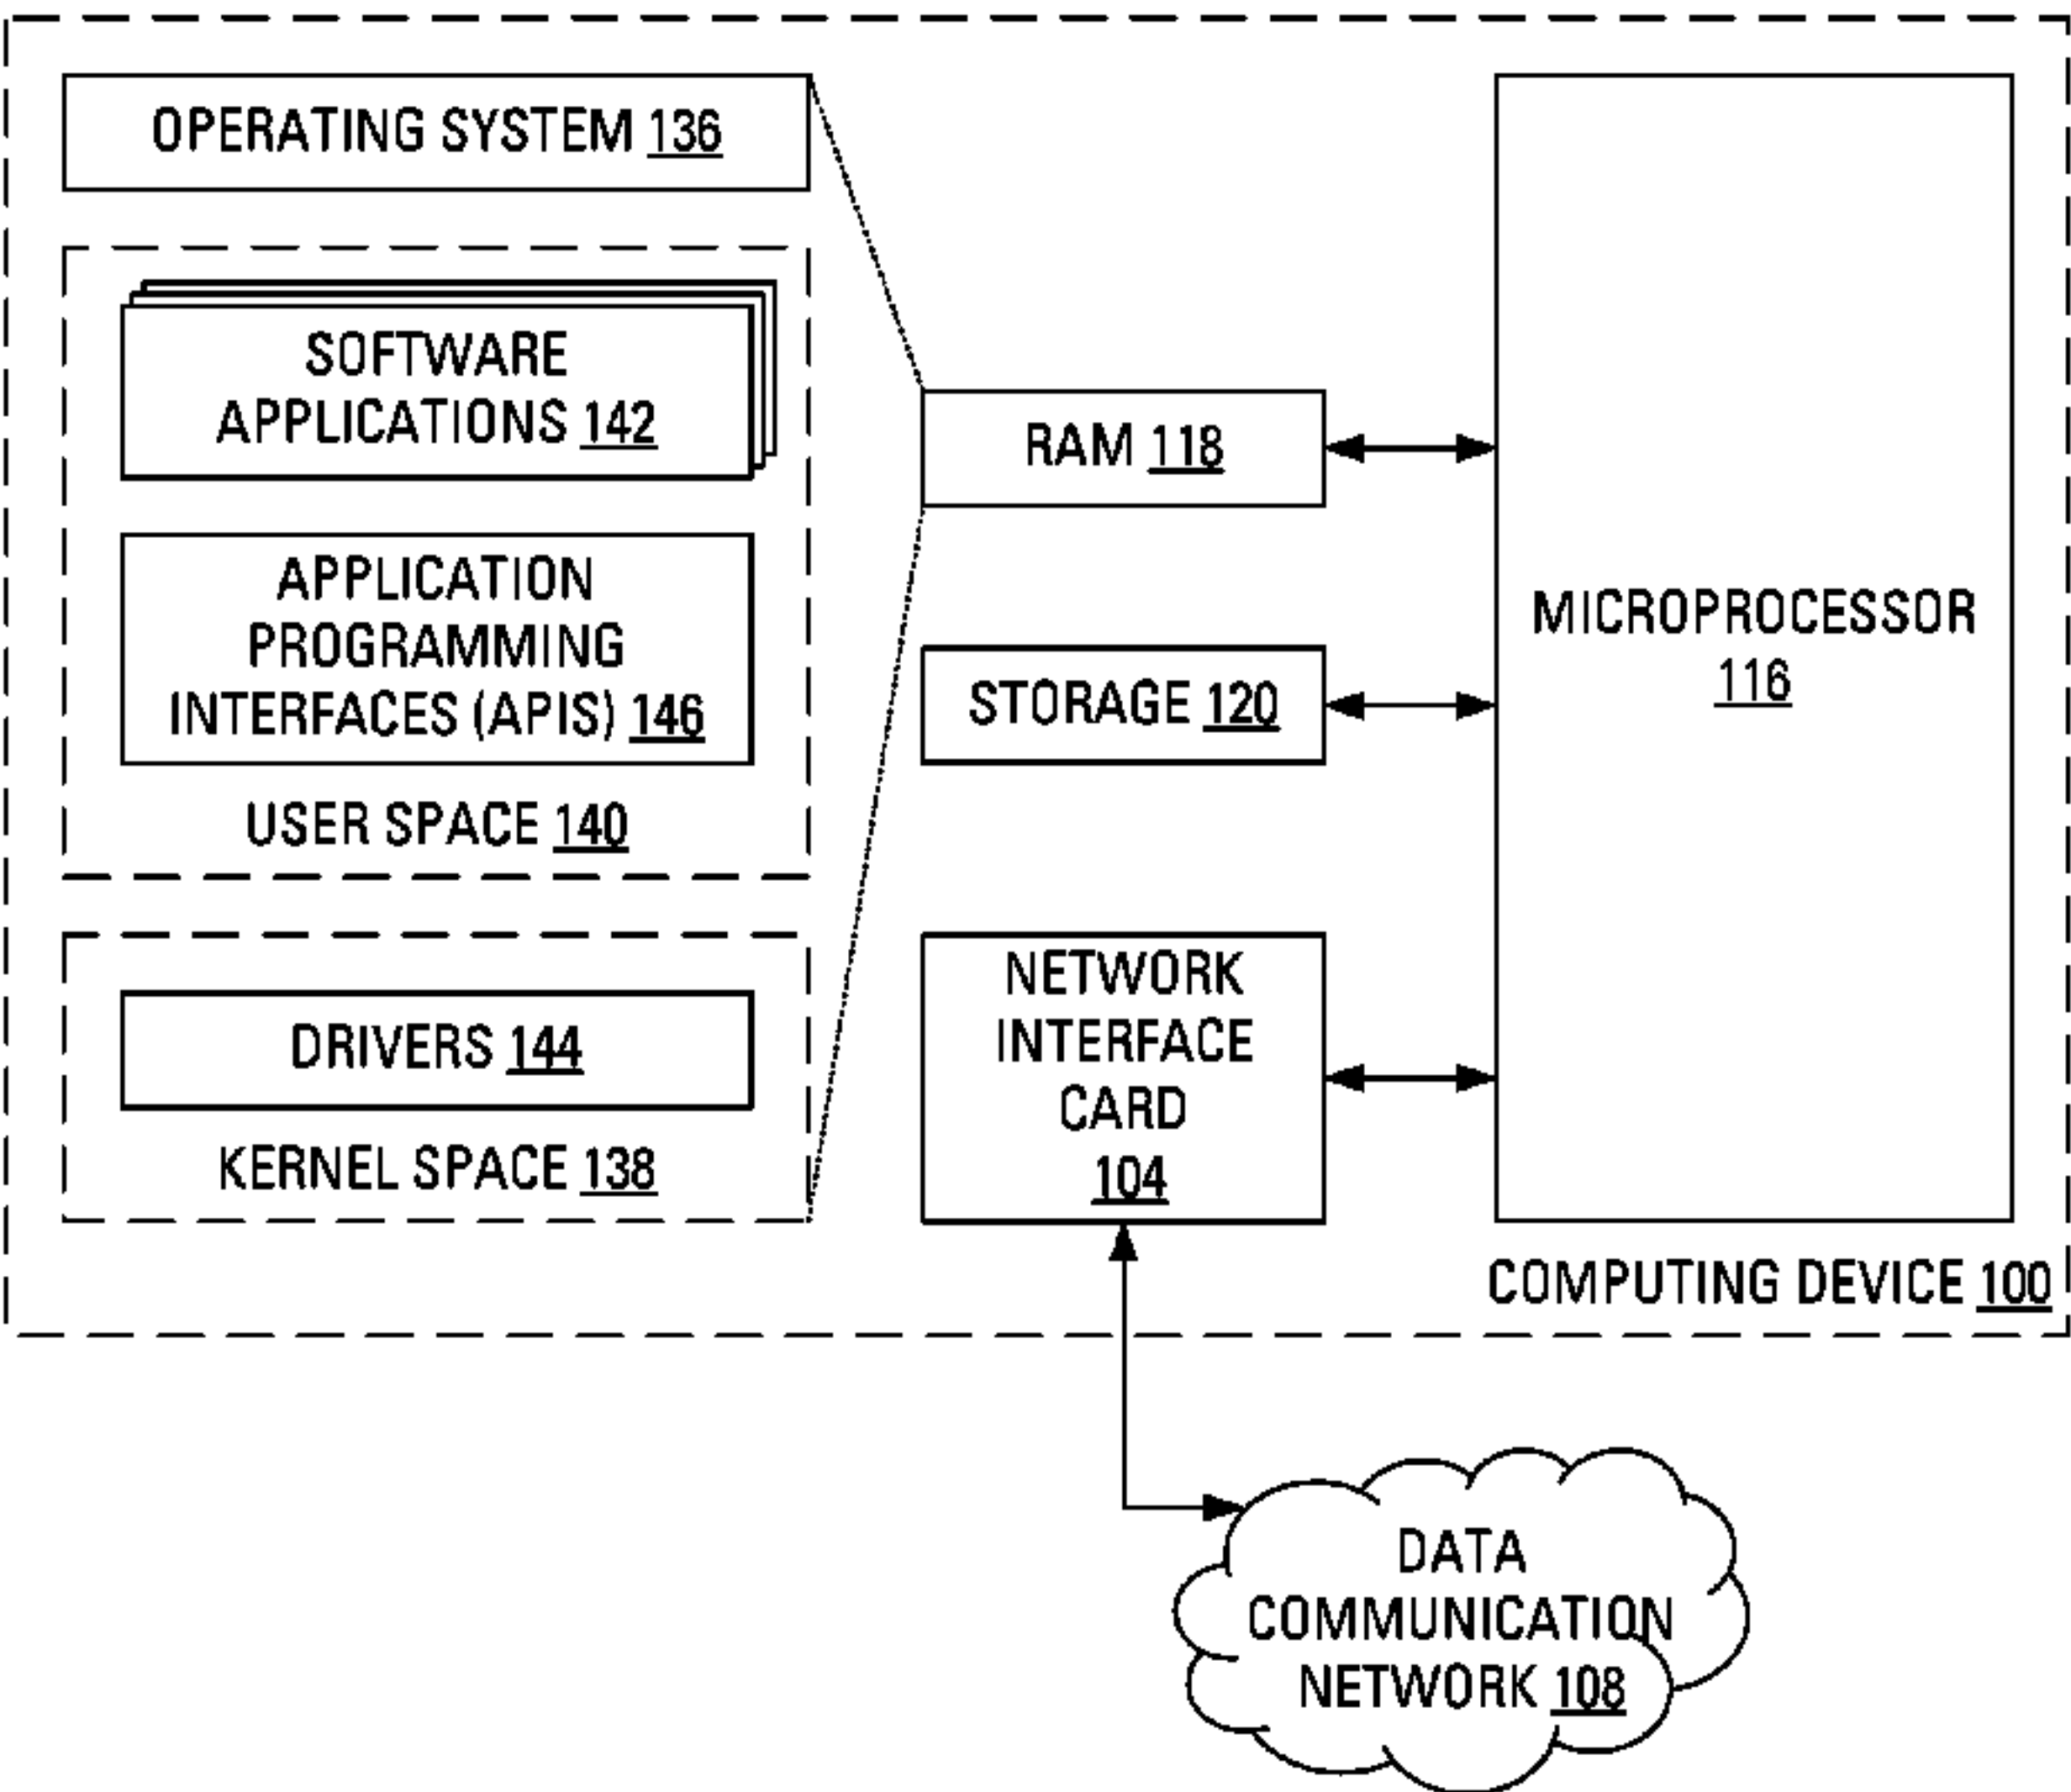 OPERATING SYSTEM 136
SOFTWARE
APPLICATIONS 142
APPLICATION
PROGRAMMING
INTERFACES (APIS) 146
USER SPACE 140
DRIVERS 144
KERNEL SPACE 138
RAM 118
STORAGE 120
NETWORK
INTERFACE
CARD
104
MICROPROCESSOR
116
COMPUTING DEVICE 100
DATA
COMMUNICATION
NETWORK 108